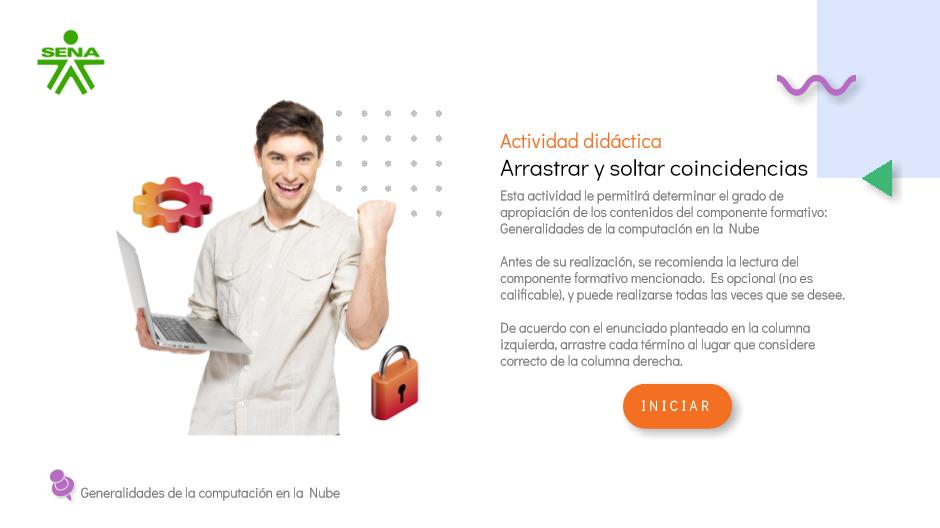 SENA
Actividad didáctica
Arrastrar y soltar coincidencias
Esta actividad le permitirá determinar el grado de
apropiación de los contenidos del componente formativo:
Generalidades de la computación en la Nube
Antes de su realización, se recomienda la lectura del
componente formativo mencionado. Es opcional (no es
calificable), y puede realizarse todas las veces que se desee.
De acuerdo con el enunciado planteado en la columna
izquierda, arrastre cada término al lugar que considere
correcto de la columna derecha.
INICIAR
Generalidades de la computación en la Nube